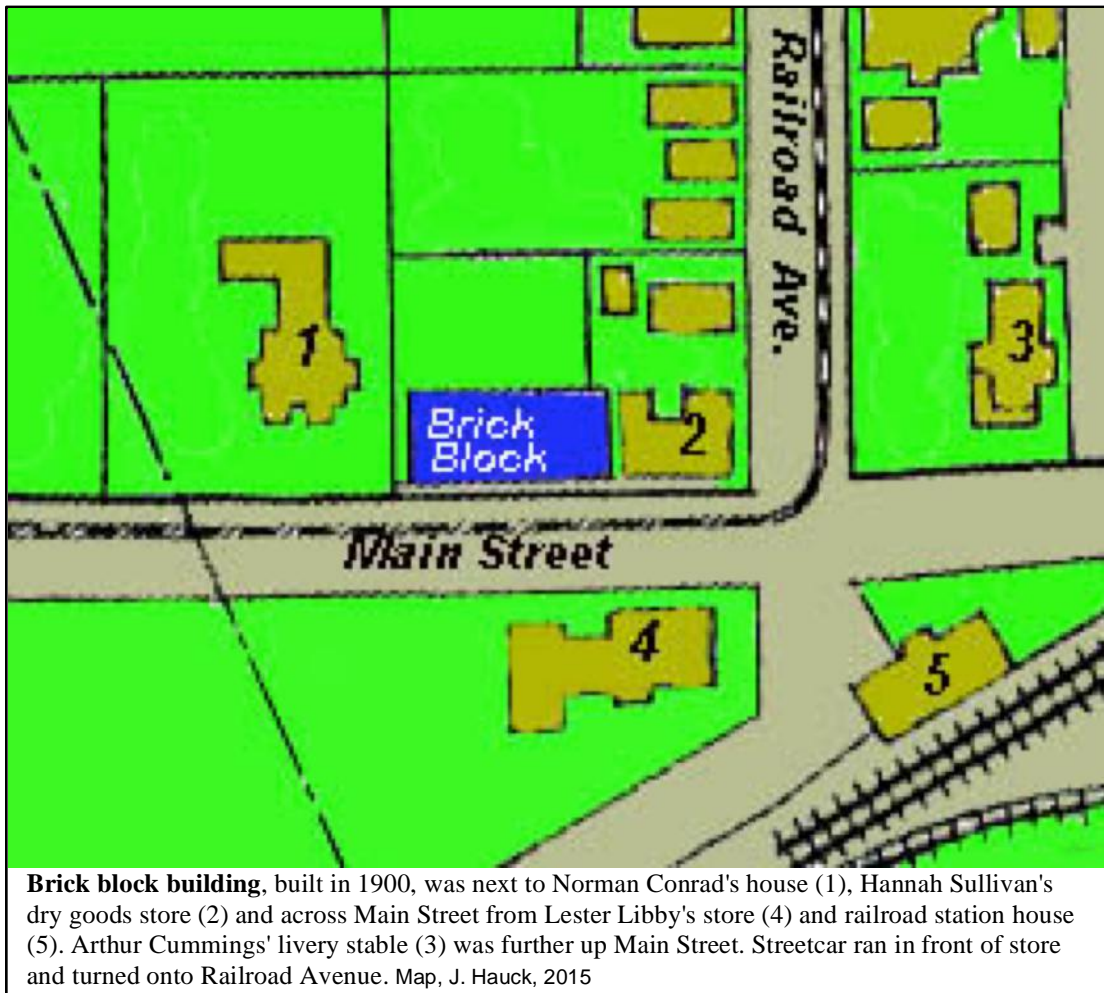 Railroad Ave.
1
3
Brick
Block
2
Main Street
4
5
Brick block building, built in 1900, was next to Norman Conrad's house (1), Hannah Sullivan's
dry goods store (2) and across Main Street from Lester Libby's store (4) and railroad station house
(5). Arthur Cummings' livery stable (3) was further up Main Street. Streetcar ran in front of store
and turned onto Railroad Avenue. Map, J. Hauck, 2015